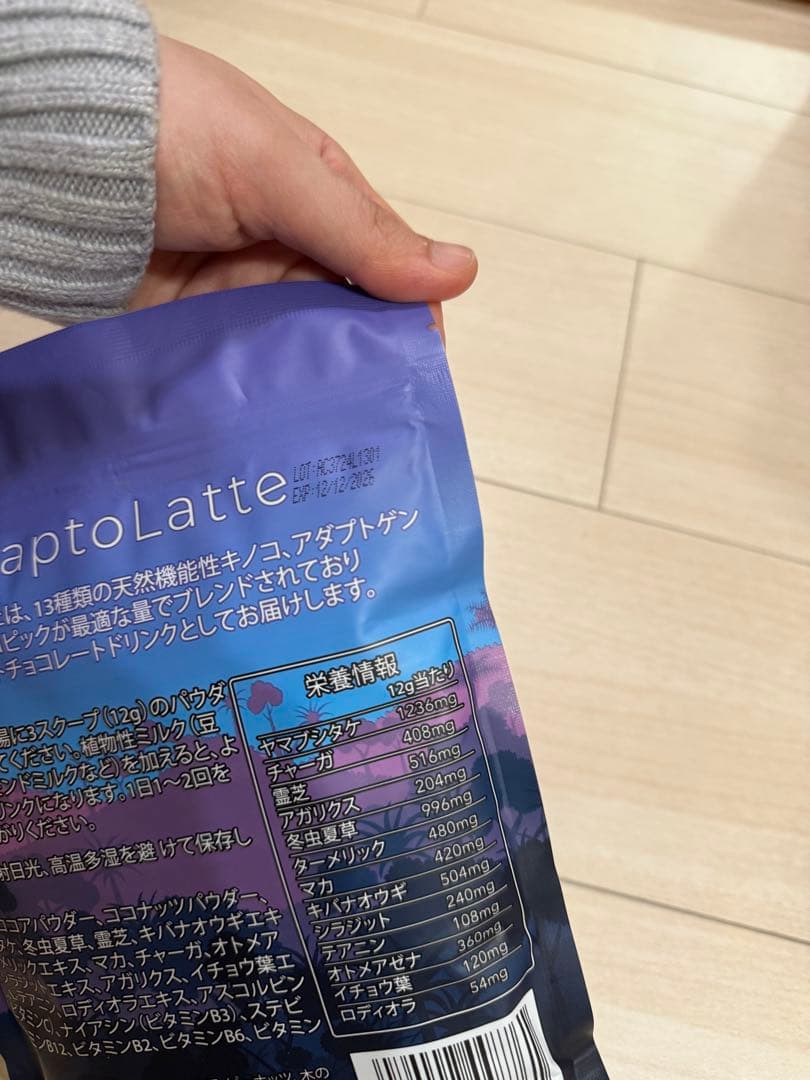 aptoLatte
LOT:AC3724L1301
EXP:12/12/2026
は、13種類の天然機能性キノコ、アダプトゲン
ピックが最適な量でブレンドされており
チョコレートドリンクとしてお届けします。
湯に3スクープ(12g)のパウダ
てください。植物性ミルク(豆
ンドミルクなど)を加えると、よ
リンクになります。1日1〜2回を
がりください。
射日光、高温多湿を避けて保存し
ココアパウダー、ココナッツパウダー、
タケ、冬虫夏草、霊芝、キバナオウギエキ
メリックエキス、マカ、チャーガ、オトメア
エキス、アガリクス、イチョウ葉エ
テアニン、ロディオラエキス、アスコルビン
ビタミンC)、ナイアシン(ビタミンB3)、ステビ
ンB12、ビタミンB2、ビタミンB6、ビタミン
栄養情報
12g当たり
ヤマブシタケ 1236mg
チャーガ 408mg
霊芝 516mg
アガリクス 204mg
冬虫夏草 996mg
ターメリック 480mg
マカ 420mg
キバナオウギ 504mg
シラジット 240mg
テアニン 108mg
オトメアゼナ 360mg
イチョウ葉 120mg
ロディオラ 54mg